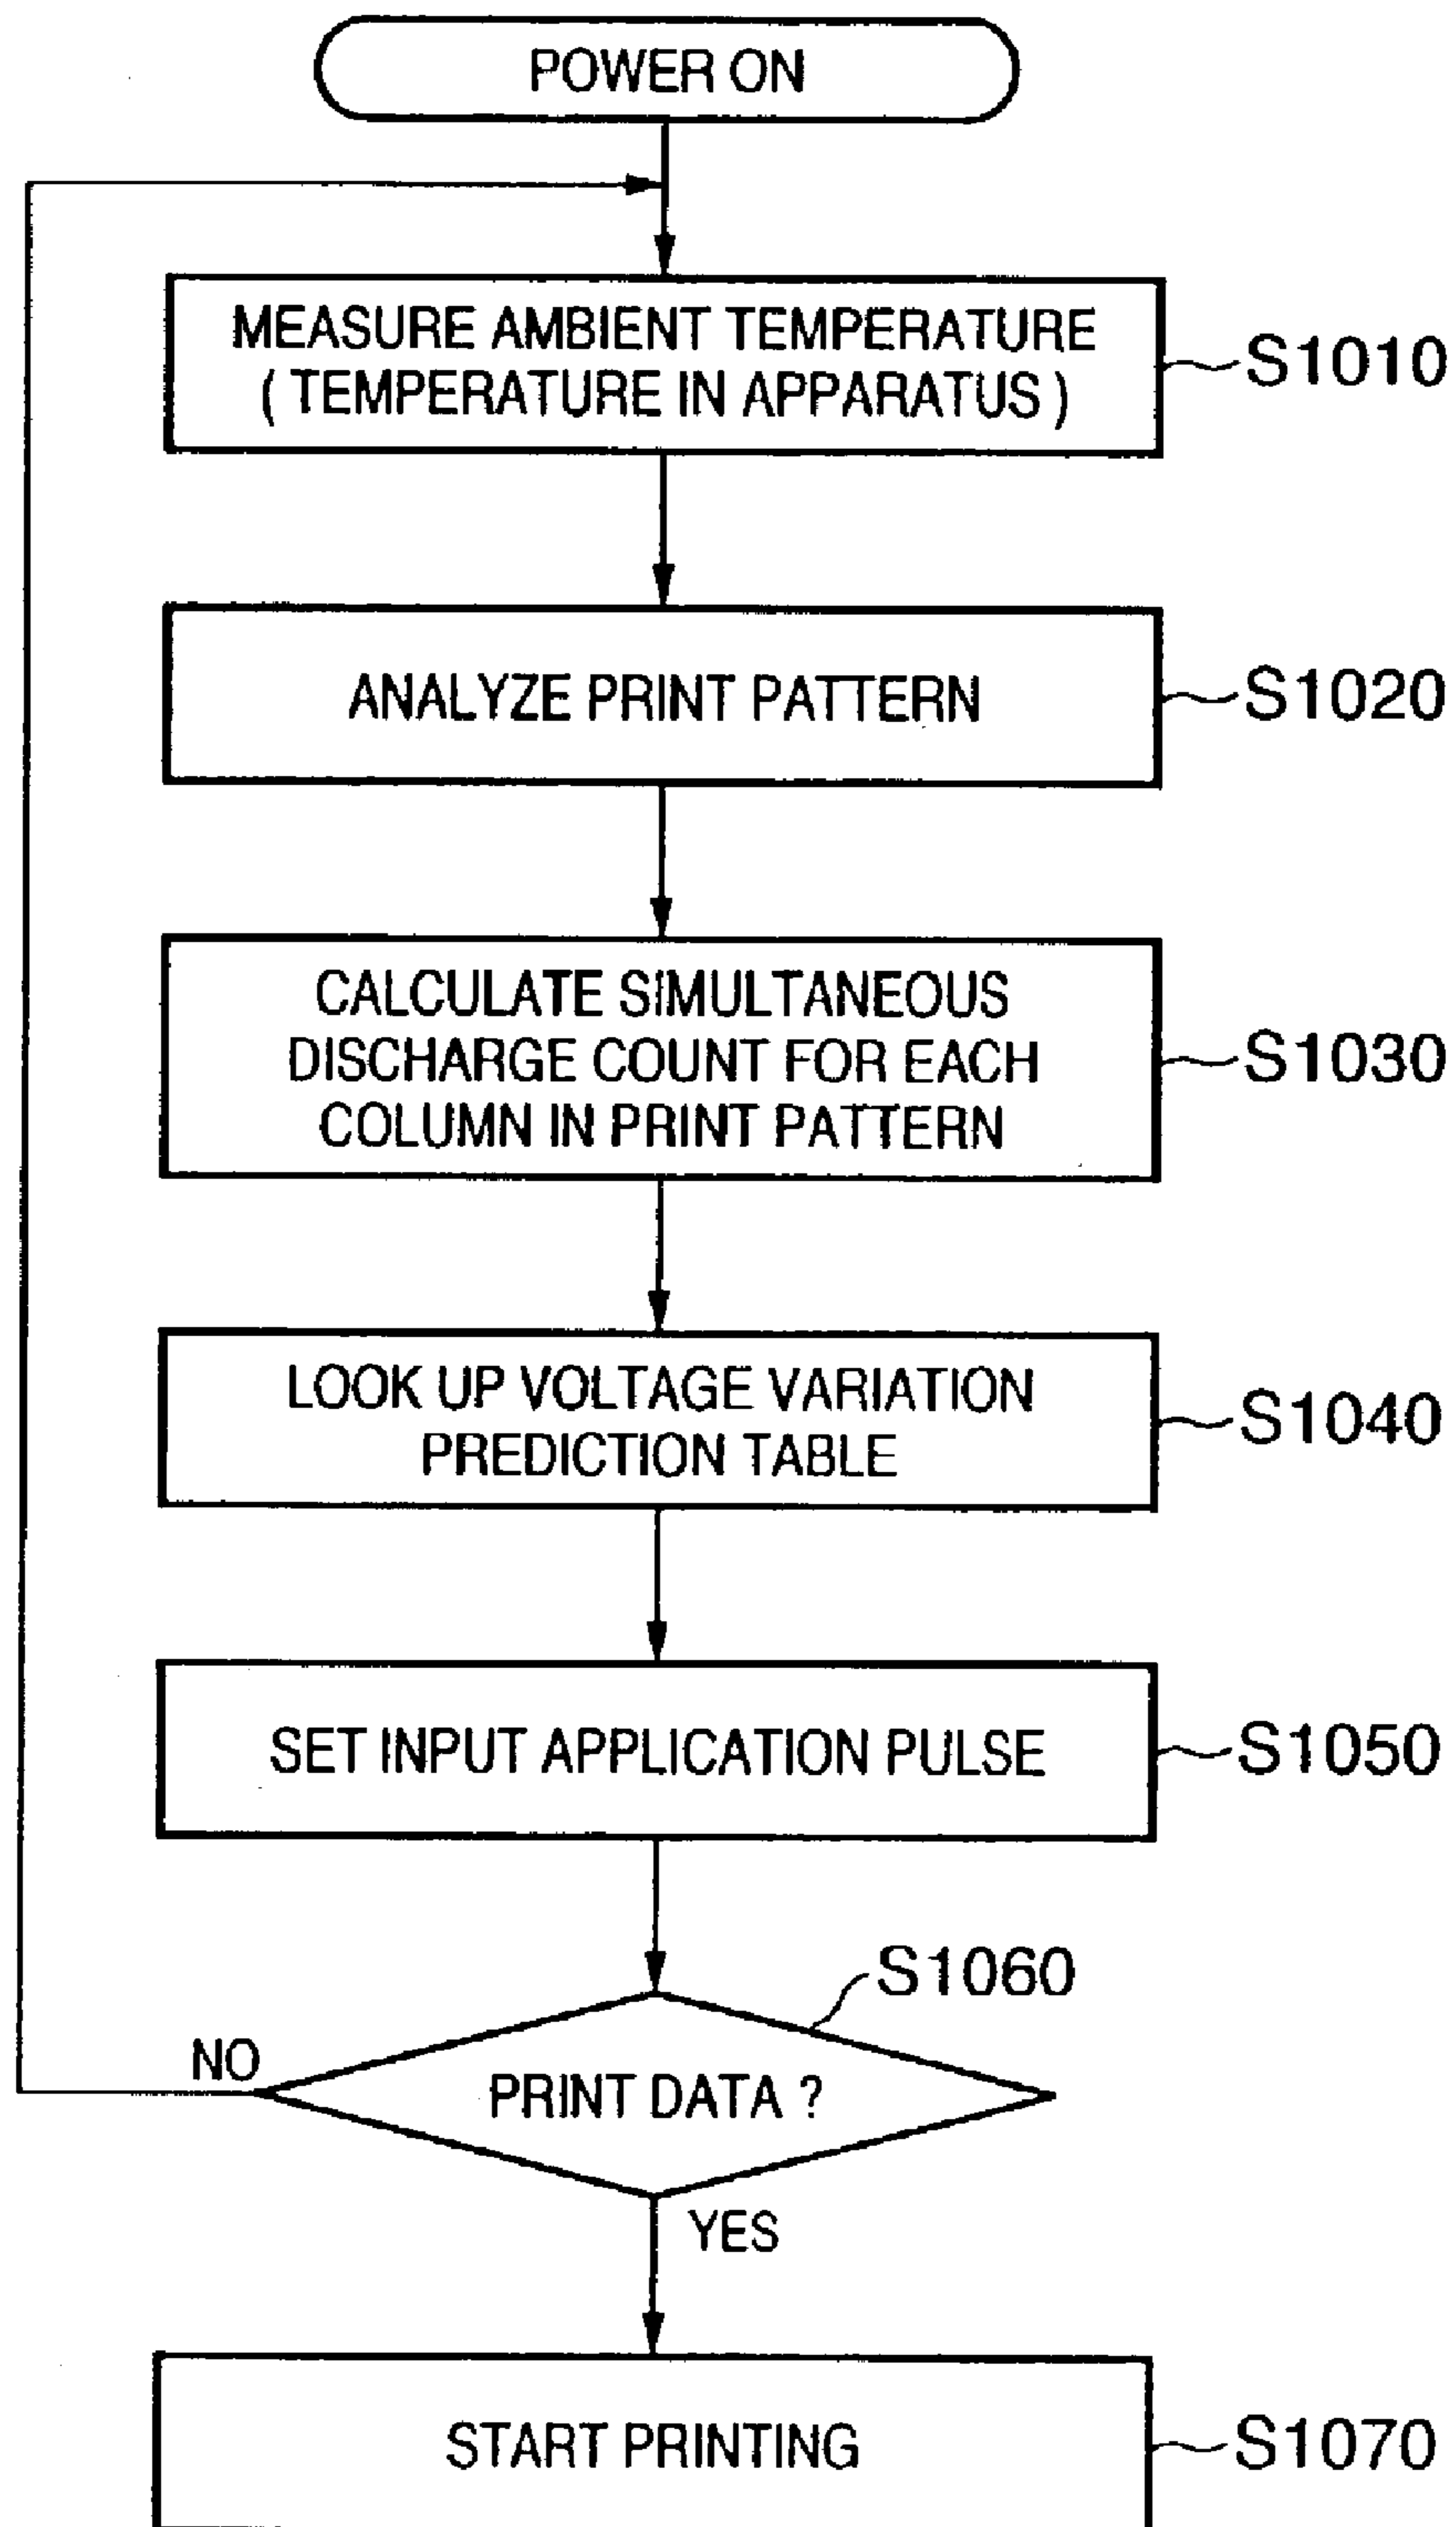 POWER ON
MEASURE AMBIENT TEMPERATURE
( TEMPERATURE IN APPARATUS )
S1010
ANALYZE PRINT PATTERN
S1020
CALCULATE SIMULTANEOUS
DISCHARGE COUNT FOR EACH
COLUMN IN PRINT PATTERN
S1030
LOOK UP VOLTAGE VARIATION
PREDICTION TABLE
S1040
SET INPUT APPLICATION PULSE
S1050
S1060
NO
PRINT DATA ?
YES
START PRINTING
S1070